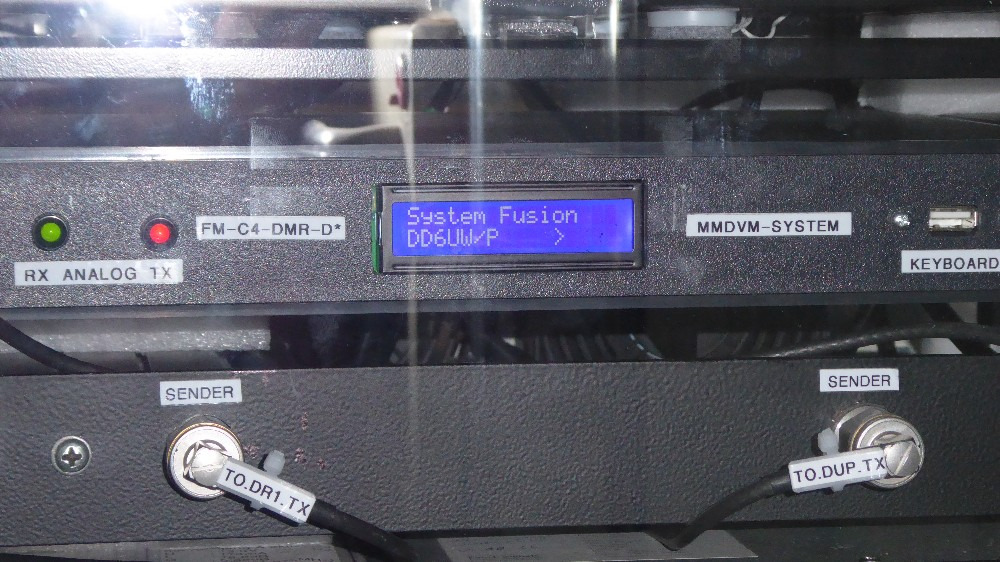 System Fusion
DD6UW/P >
FM-C4-DMR-D*
MMDVM-SYSTEM
RX ANALOG TX
KEYBOARD
SENDER
SENDER
TO.DR1.TX
TO.DUP.TX